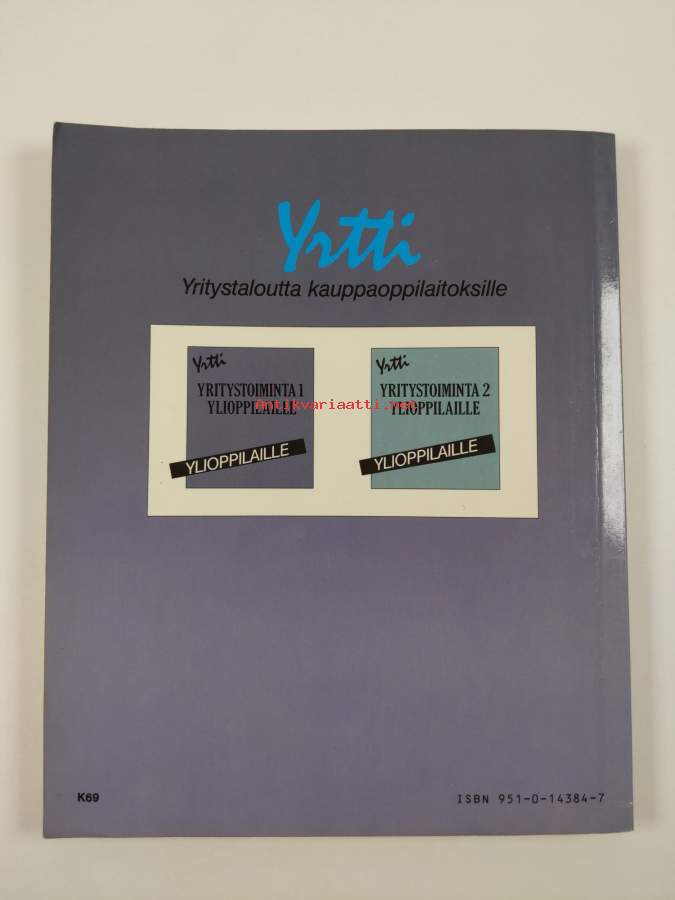 Yrtti
Yritystaloutta kauppaoppilaitoksille
Yrtti
YRITYSTOIMINTA 1
YLIOPPILAILLE
YLIOPPILAILLE
Yrtti
YRITYSTOIMINTA 2
YLIOPPILAILLE
YLIOPPILAILLE
Antikvariaatti.net
K69
ISBN 951-0-14384-7